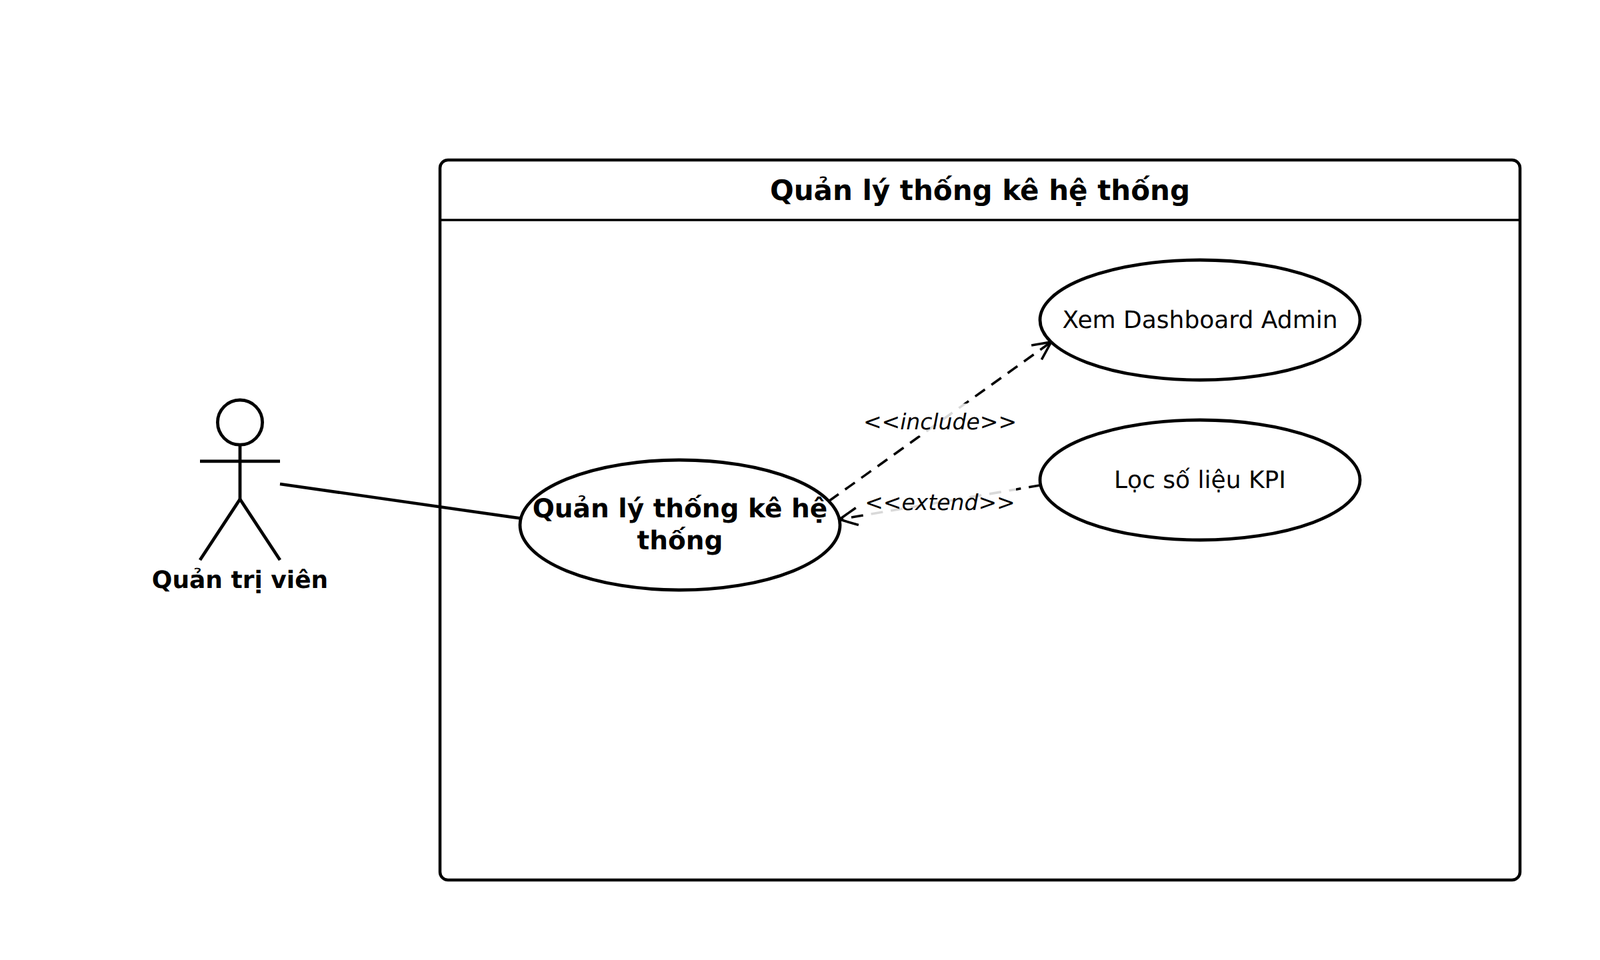 Quản lý thống kê hệ thống
Xem Dashboard Admin
<<include>>
Lọc số liệu KPI
<<extend>>
Quản lý thống kê hệ
thống
Quản trị viên